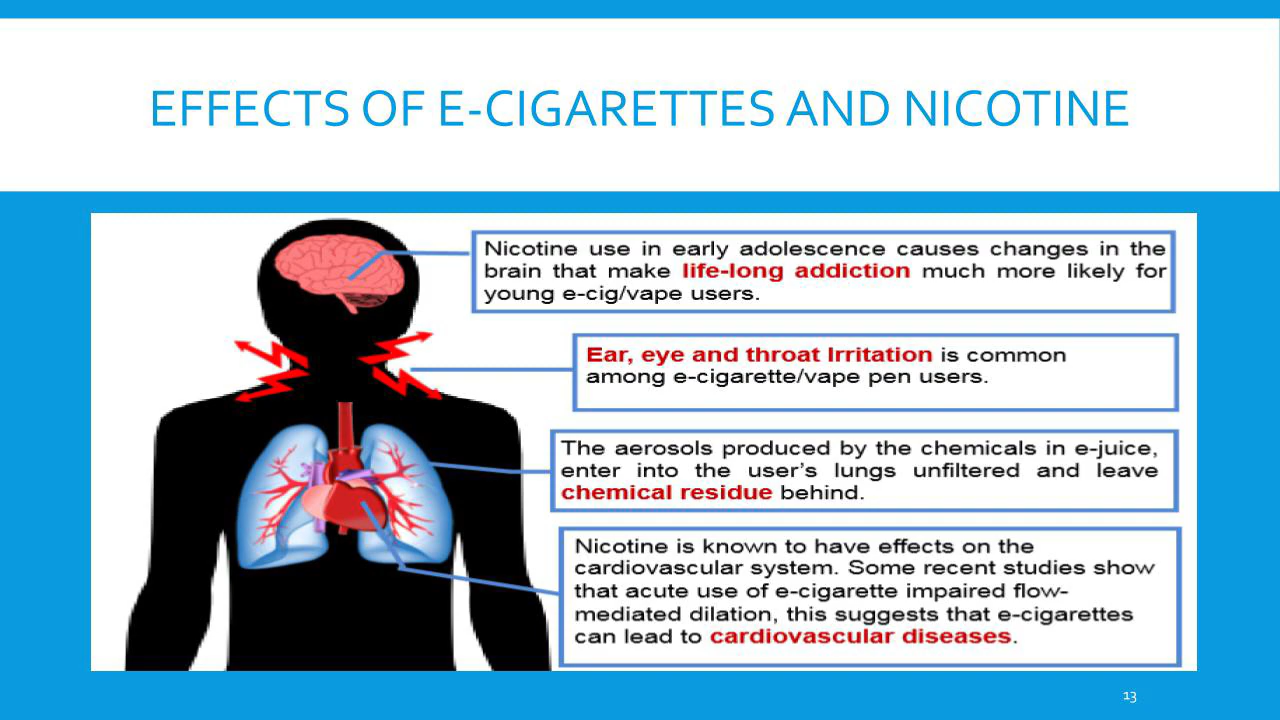 EFFECTS OF E-CIGARETTES AND NICOTINE
Nicotine use in early adolescence causes changes in the
brain that make life-long addiction much more likely for
young e-cig/vape users.
Ear, eye and throat Irritation is common
among e-cigarette/vape pen users.
The aerosols produced by the chemicals in e-juice,
enter into the user's lungs unfiltered and leave
chemical residue behind.
Nicotine is known to have effects on the
cardiovascular system. Some recent studies show
that acute use of e-cigarette impaired flow-
mediated dilation, this suggests that e-cigarettes
can lead to cardiovascular diseases.
13